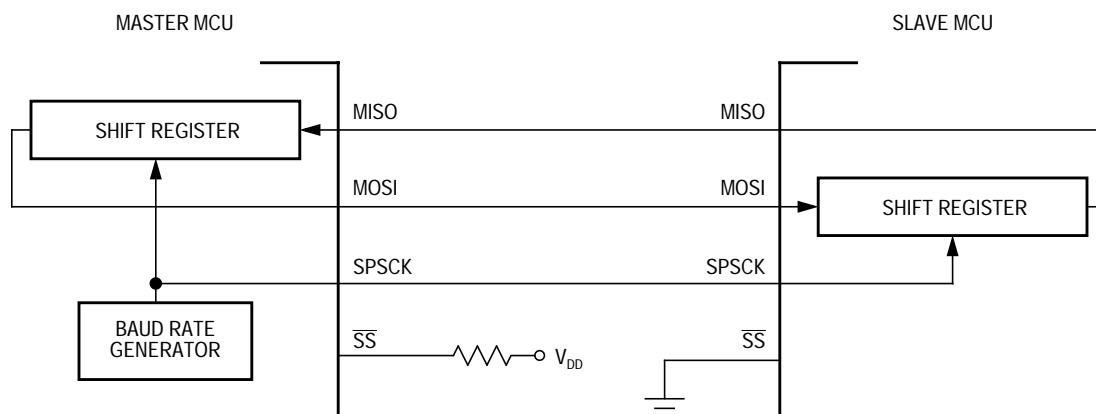 MASTER MCU
SLAVE MCU
SHIFT REGISTER
MISO
MISO
MOSI
MOSI
SHIFT REGISTER
SPSCK
SPSCK
BAUD RATE
GENERATOR
SS
VDD
SS